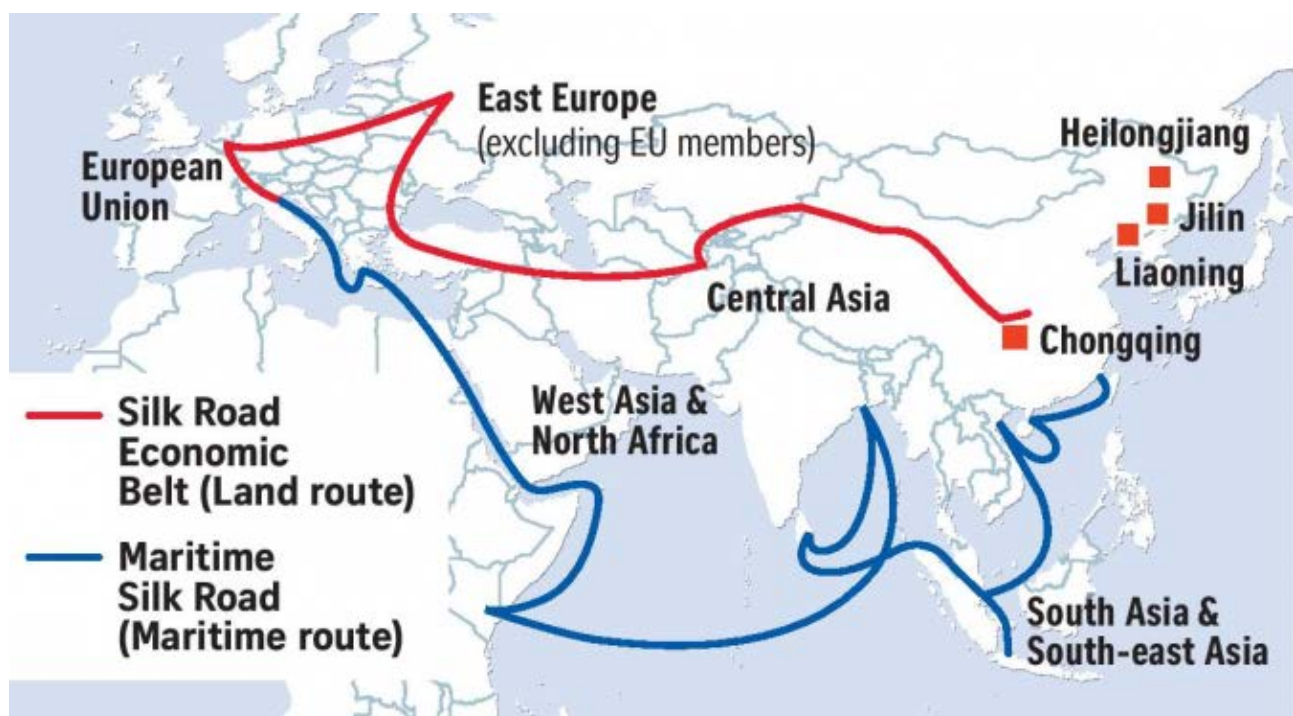 East Europe
(excluding EU members)
Heilongjiang
European
Union
Jilin
Liaoning
Central Asia
Chongqing
West Asia &
North Africa
Silk Road
Economic
Belt (Land route)
Maritime
Silk Road
(Maritime route)
South Asia &
South-east Asia